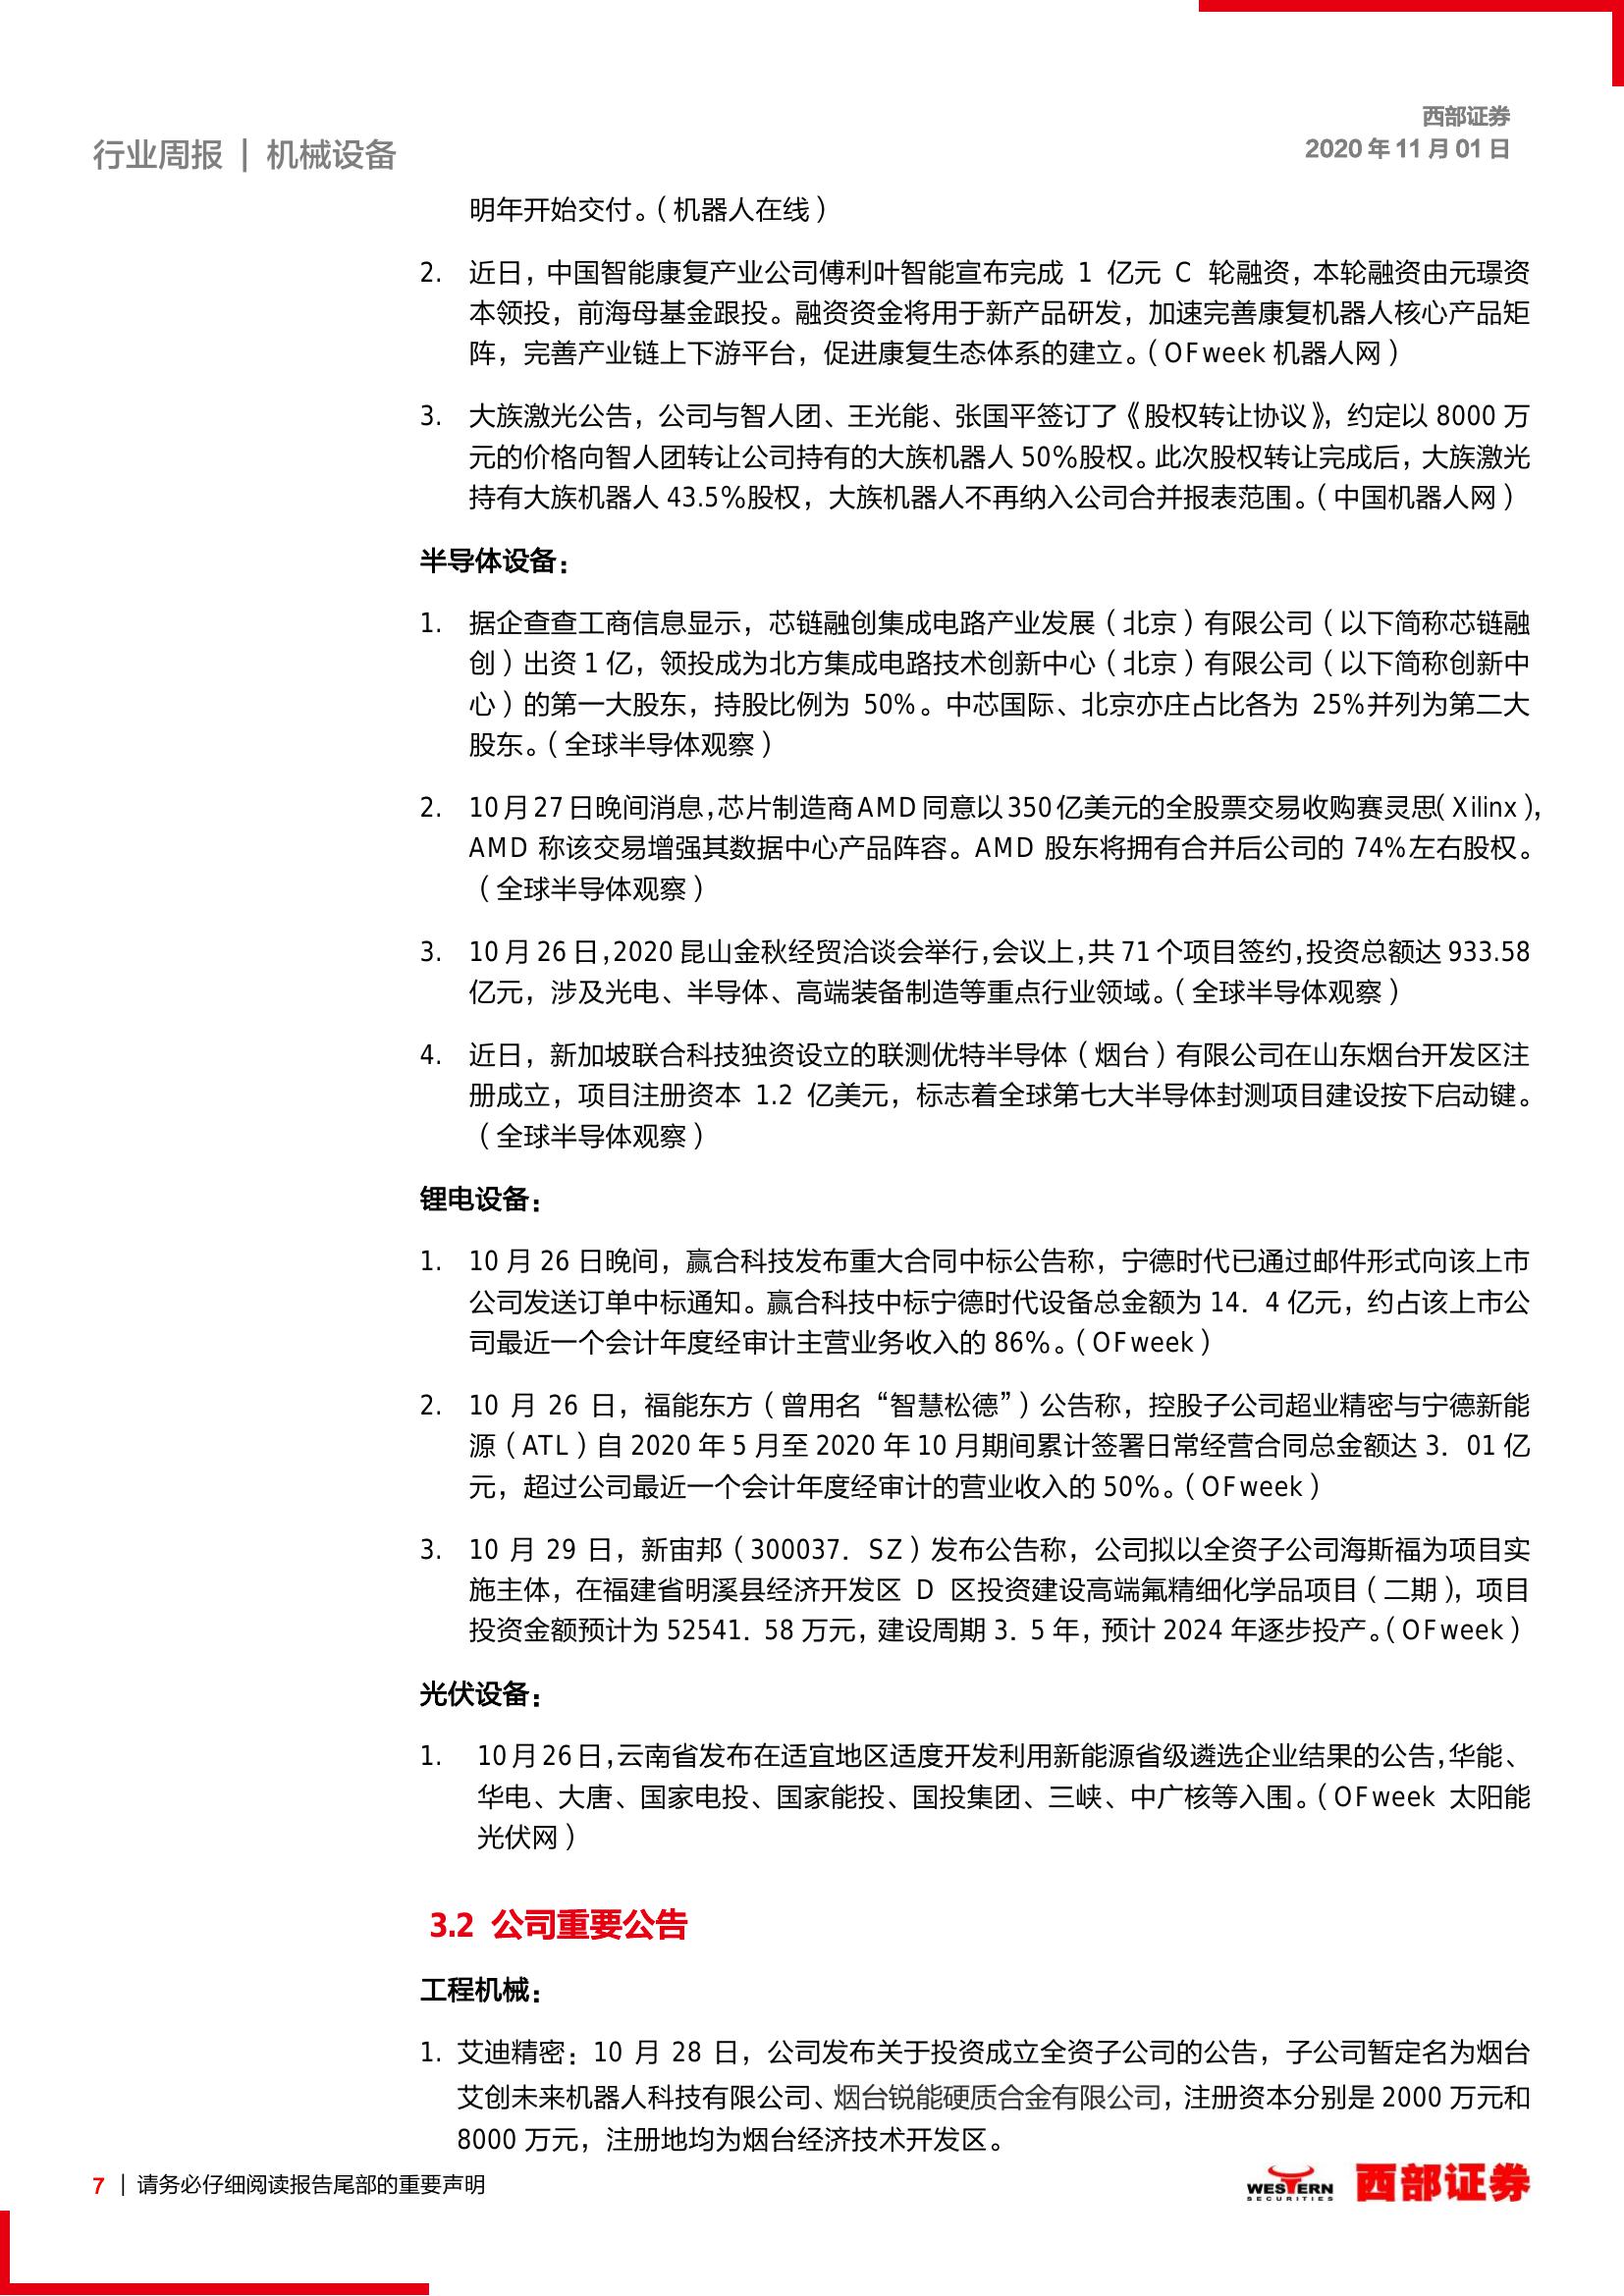 西部证券
行业周报 | 机械设备
2020 年 11 月 01 日
明年开始交付。（机器人在线）
2. 近日，中国智能康复产业公司傅利叶智能宣布完成 1 亿元 C 轮融资，本轮融资由元璟资
本领投，前海母基金跟投。融资资金将用于新产品研发，加速完善康复机器人核心产品矩
阵，完善产业链上下游平台，促进康复生态体系的建立。（OFweek 机器人网）
3. 大族激光公告，公司与智人团、王光能、张国平签订了《股权转让协议》，约定以 8000 万
元的价格向智人团转让公司持有的大族机器人 50%股权。此次股权转让完成后，大族激光
持有大族机器人 43.5%股权，大族机器人不再纳入公司合并报表范围。（中国机器人网）
半导体设备：
1. 据企查查工商信息显示，芯链融创集成电路产业发展（北京）有限公司（以下简称芯链融
创）出资 1 亿，领投成为北方集成电路技术创新中心（北京）有限公司（以下简称创新中
心）的第一大股东，持股比例为 50%。中芯国际、北京亦庄占比各为 25%并列为第二大
股东。（全球半导体观察）
2. 10 月 27 日晚间消息，芯片制造商 AMD 同意以 350 亿美元的全股票交易收购赛灵思（Xilinx），
AMD 称该交易增强其数据中心产品阵容。AMD 股东将拥有合并后公司的 74%左右股权。
（全球半导体观察）
3. 10 月 26 日，2020 昆山金秋经贸洽谈会举行，会议上，共 71 个项目签约，投资总额达 933.58
亿元，涉及光电、半导体、高端装备制造等重点行业领域。（全球半导体观察）
4. 近日，新加坡联合科技独资设立的联测优特半导体（烟台）有限公司在山东烟台开发区注
册成立，项目注册资本 1.2 亿美元，标志着全球第七大半导体封测项目建设按下启动键。
（全球半导体观察）
锂电设备：
1. 10 月 26 日晚间，赢合科技发布重大合同中标公告称，宁德时代已通过邮件形式向该上市
公司发送订单中标通知。赢合科技中标宁德时代设备总金额为 14．4 亿元，约占该上市公
司最近一个会计年度经审计主营业务收入的 86%。（OFweek）
2. 10 月 26 日，福能东方（曾用名“智慧松德”）公告称，控股子公司超业精密与宁德新能
源（ATL）自 2020 年 5 月至 2020 年 10 月期间累计签署日常经营合同总金额达 3．01 亿
元，超过公司最近一个会计年度经审计的营业收入的 50%。（OFweek）
3. 10 月 29 日，新宙邦（300037．SZ）发布公告称，公司拟以全资子公司海斯福为项目实
施主体，在福建省明溪县经济开发区 D 区投资建设高端氟精细化学品项目（二期），项目
投资金额预计为 52541．58 万元，建设周期 3．5 年，预计 2024 年逐步投产。（OFweek）
光伏设备：
1. 10 月 26 日，云南省发布在适宜地区适度开发利用新能源省级遴选企业结果的公告，华能、
华电、大唐、国家电投、国家能投、国投集团、三峡、中广核等入围。（OFweek 太阳能
光伏网）
3.2 公司重要公告
工程机械：
1. 艾迪精密：10 月 28 日，公司发布关于投资成立全资子公司的公告，子公司暂定名为烟台
艾创未来机器人科技有限公司、烟台锐能硬质合金有限公司，注册资本分别是 2000 万元和
8000 万元，注册地均为烟台经济技术开发区。
7 | 请务必仔细阅读报告尾部的重要声明
WESTERN
SECURITIES
西部证券